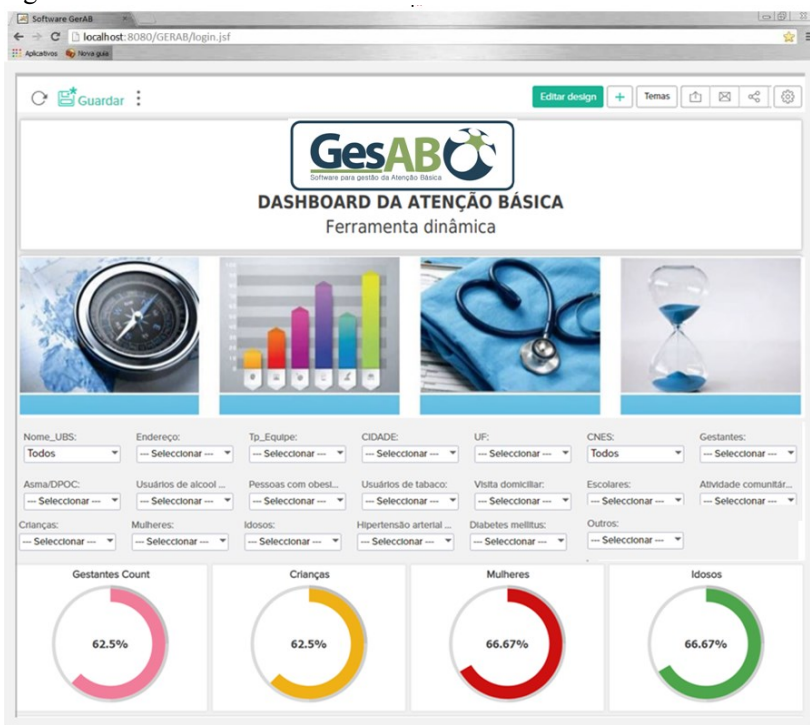 Software GerAB
localhost:8080/GERAB/login.jsf
Aplicativos Nova guia
Guardar
Editar design + Temas
GesAB
Software para gestão da Atenção Básica
DASHBOARD DA ATENÇÃO BÁSICA
Ferramenta dinâmica
Nome_UBS: Endereço: Tp_Equipe: CIDADE: UF: CNES: Gestantes:
Todos --- Seleccionar --- --- Seleccionar --- --- Seleccionar --- --- Seleccionar --- Todos --- Seleccionar ---
Asma/DPOC: Usuários de alcool ... Pessoas com obesi... Usuários de tabaco: Visita domiciliar: Escolares: Atividade comunitár...
--- Seleccionar --- --- Seleccionar --- --- Seleccionar --- --- Seleccionar --- --- Seleccionar --- --- Seleccionar --- --- Seleccionar ---
Crianças: Mulheres: Idosos: Hipertensão arterial ... Diabetes mellitus: Outros:
--- Seleccionar --- --- Seleccionar --- --- Seleccionar --- --- Seleccionar --- --- Seleccionar --- --- Seleccionar ---
Gestantes Count Crianças Mulheres Idosos
62.5% 62.5% 66.67% 66.67%